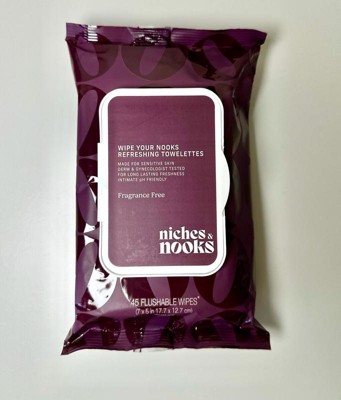 WIPE YOUR NOOKS
REFRESHING TOWELETTES
MADE FOR SENSITIVE SKIN
DERM & GYNECOLOGIST TESTED
FOR LONG LASTING FRESHNESS
INTIMATE pH FRIENDLY
Fragrance Free
niches &
nooks
45 FLUSHABLE WIPES*
(7 x 5 in 17.7 x 12.7 cm)